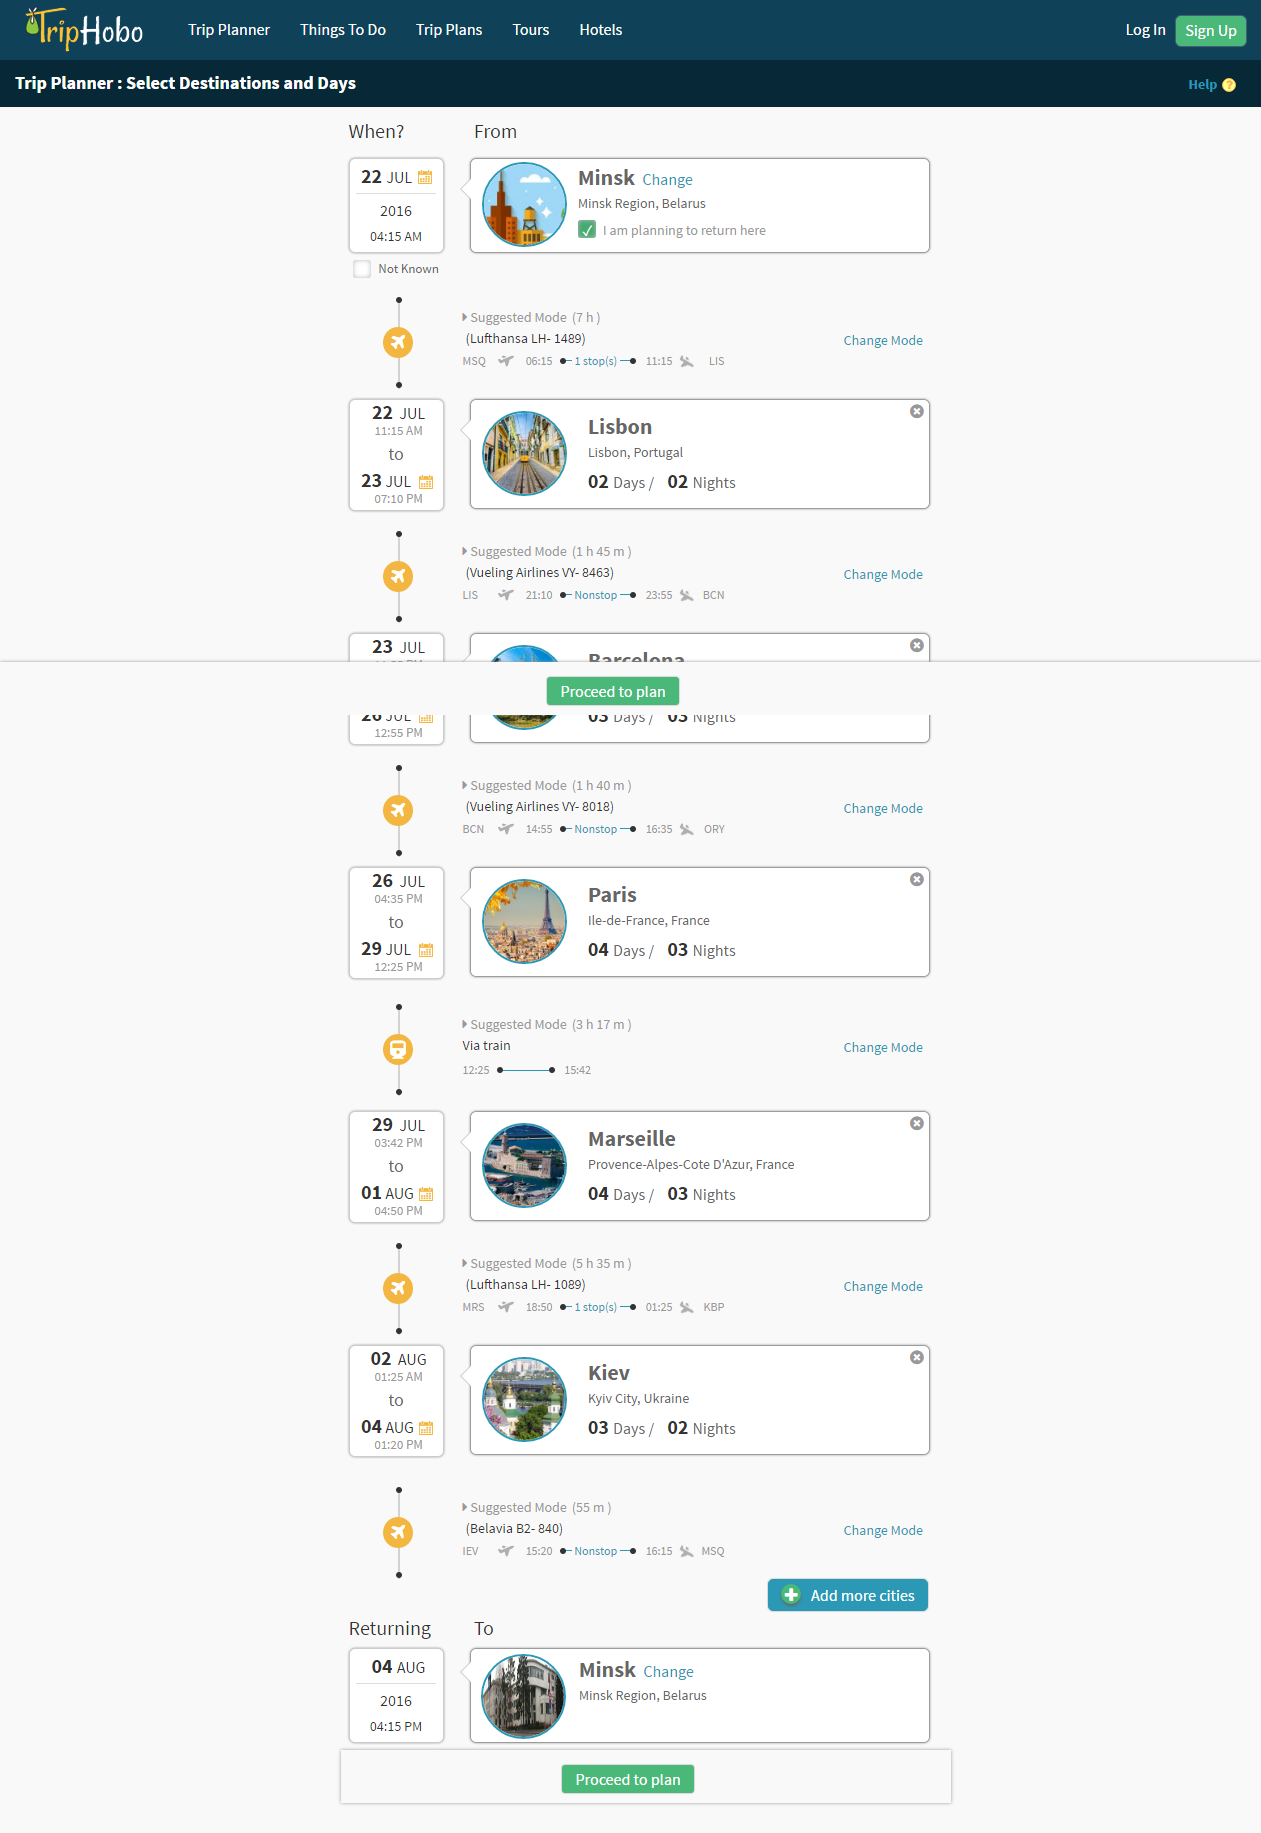 TripHobo
Trip Planner Things To Do Trip Plans Tours Hotels Log In Sign Up
Trip Planner : Select Destinations and Days Help ?
When? From
22 JUL
2016
04:15 AM
Not Known
Minsk Change
Minsk Region, Belarus
I am planning to return here
Suggested Mode (7 h )
(Lufthansa LH- 1489)
MSQ 06:15 1 stop(s) 11:15 LIS
Change Mode
22 JUL
11:15 AM
to
23 JUL
07:10 PM
Lisbon
Lisbon, Portugal
02 Days / 02 Nights
Suggested Mode (1 h 45 m )
(Vueling Airlines VY- 8463)
LIS 21:10 Nonstop 23:55 BCN
Change Mode
23 JUL
Barcelona
Proceed to plan
26 JUL
12:55 PM
03 Days / 03 Nights
Suggested Mode (1 h 40 m )
(Vueling Airlines VY- 8018)
BCN 14:55 Nonstop 16:35 ORY
Change Mode
26 JUL
04:35 PM
to
29 JUL
12:25 PM
Paris
Ile-de-France, France
04 Days / 03 Nights
Suggested Mode (3 h 17 m )
Via train
12:25 15:42
Change Mode
29 JUL
03:42 PM
to
01 AUG
04:50 PM
Marseille
Provence-Alpes-Cote D'Azur, France
04 Days / 03 Nights
Suggested Mode (5 h 35 m )
(Lufthansa LH- 1089)
MRS 18:50 1 stop(s) 01:25 KBP
Change Mode
02 AUG
01:25 AM
to
04 AUG
01:20 PM
Kiev
Kyiv City, Ukraine
03 Days / 02 Nights
Suggested Mode (55 m )
(Belavia B2- 840)
IEV 15:20 Nonstop 16:15 MSQ
Change Mode
Add more cities
Returning To
04 AUG
2016
04:15 PM
Minsk Change
Minsk Region, Belarus
Proceed to plan